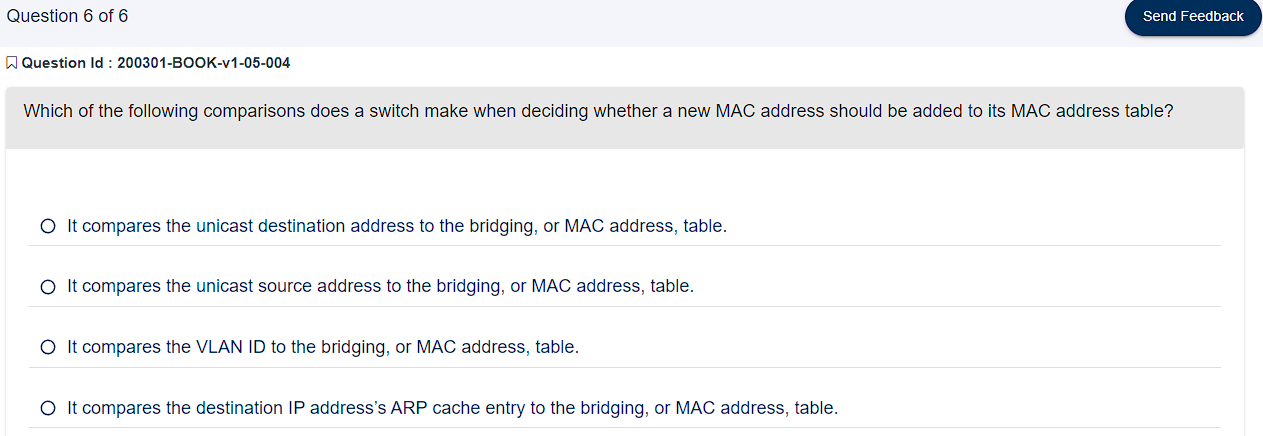 Question 6 of 6
Send Feedback
Question Id : 200301-BOOK-v1-05-004
Which of the following comparisons does a switch make when deciding whether a new MAC address should be added to its MAC address table?
It compares the unicast destination address to the bridging, or MAC address, table.
It compares the unicast source address to the bridging, or MAC address, table.
It compares the VLAN ID to the bridging, or MAC address, table.
It compares the destination IP address’s ARP cache entry to the bridging, or MAC address, table.